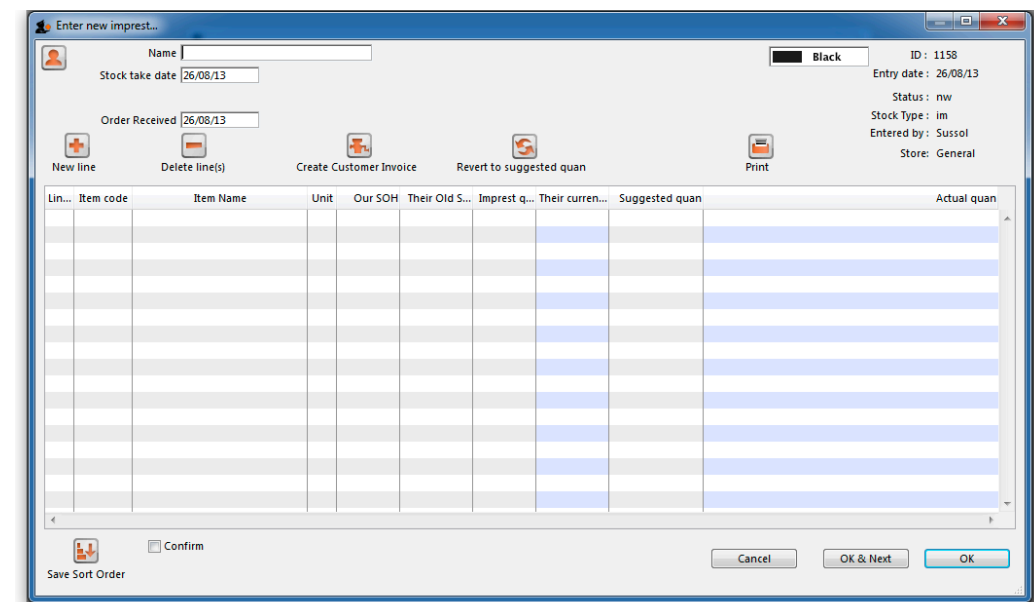 Enter new imprest...
Name
Black
ID : 1158
Stock take date 26/08/13
Entry date : 26/08/13
Status : nw
Order Received 26/08/13
Stock Type : im
Entered by : Sussol
Store: General
New line Delete line(s) Create Customer Invoice Revert to suggested quan Print
Lin... Item code Item Name Unit Our SOH Their Old S... Imprest q... Their curren... Suggested quan Actual quan
Confirm
Save Sort Order
Cancel OK & Next OK